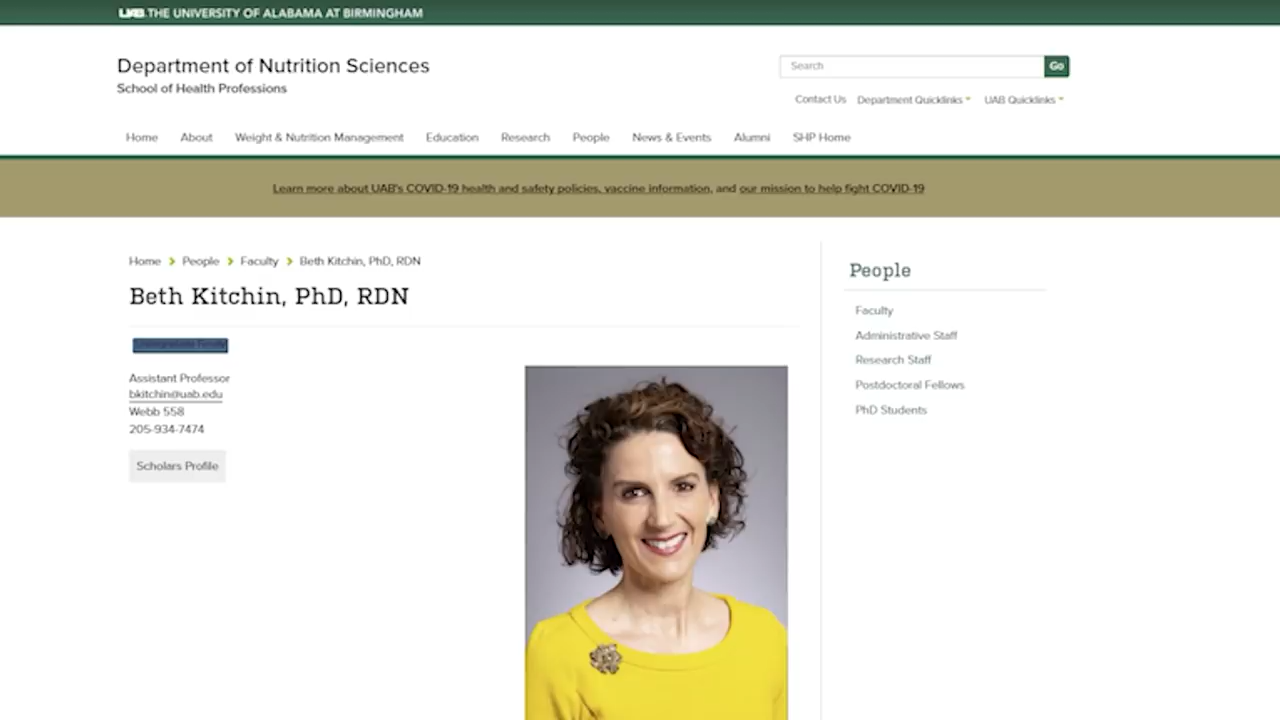 UAB THE UNIVERSITY OF ALABAMA AT BIRMINGHAM
Department of Nutrition Sciences
School of Health Professions
Search
Go
Contact Us Department Quicklinks UAB Quicklinks
Home About Weight & Nutrition Management Education Research People News & Events Alumni SHP Home
Learn more about UAB's COVID-19 health and safety policies, vaccine information, and our mission to help fight COVID-19
Home People Faculty Beth Kitchin, PhD, RDN
Beth Kitchin, PhD, RDN
Assistant Professor
bkitchin@uab.edu
Webb 558
205-934-7474
Scholars Profile
People
Faculty
Administrative Staff
Research Staff
Postdoctoral Fellows
PhD Students